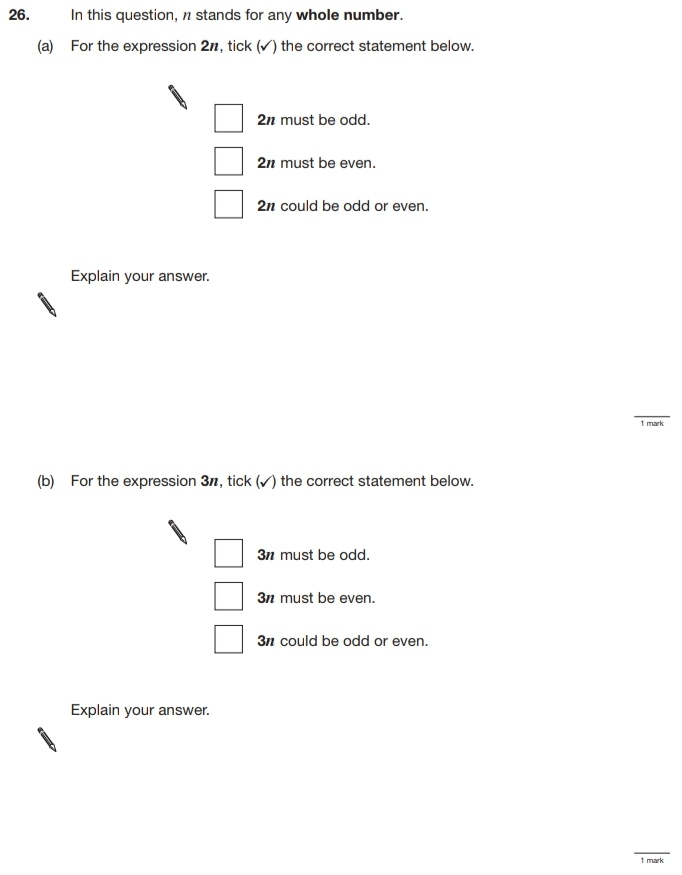 26. In this question, n stands for any whole number.
(a) For the expression 2n, tick (✓) the correct statement below.
2n must be odd.
2n must be even.
2n could be odd or even.
Explain your answer.
1 mark
(b) For the expression 3n, tick (✓) the correct statement below.
3n must be odd.
3n must be even.
3n could be odd or even.
Explain your answer.
1 mark